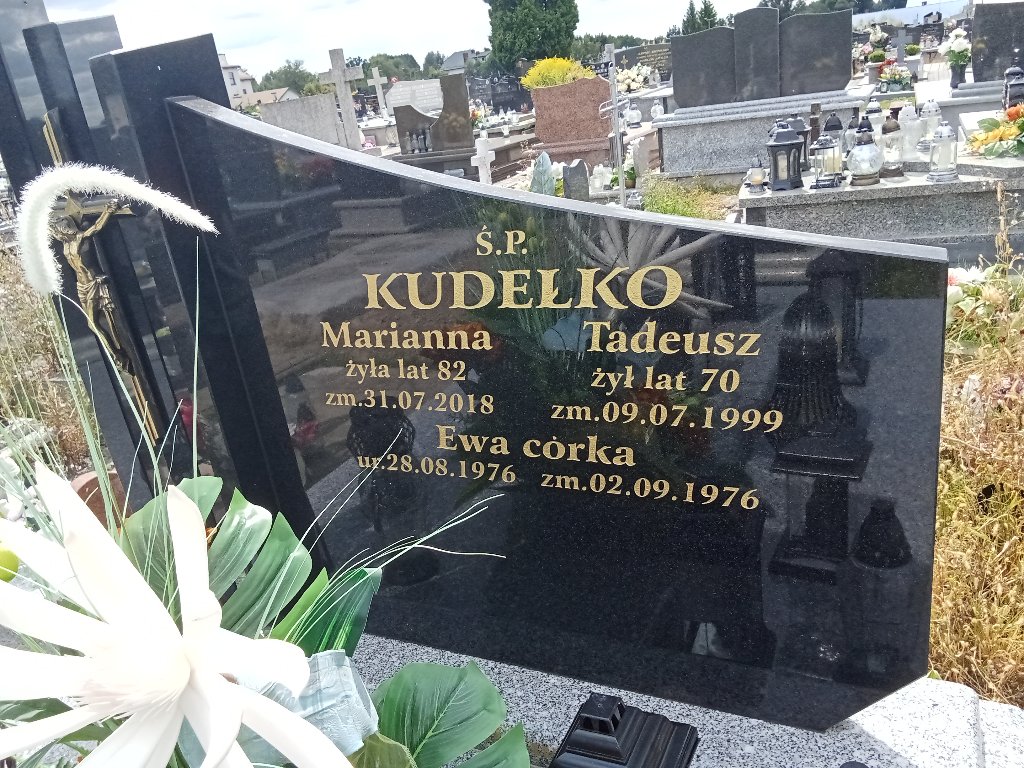 Ś.P.
KUDEŁKO
Marianna Tadeusz
żyła lat 82 żył lat 70
zm.31.07.2018 zm.09.07.1999
Ewa córka
ur.28.08.1976 zm.02.09.1976